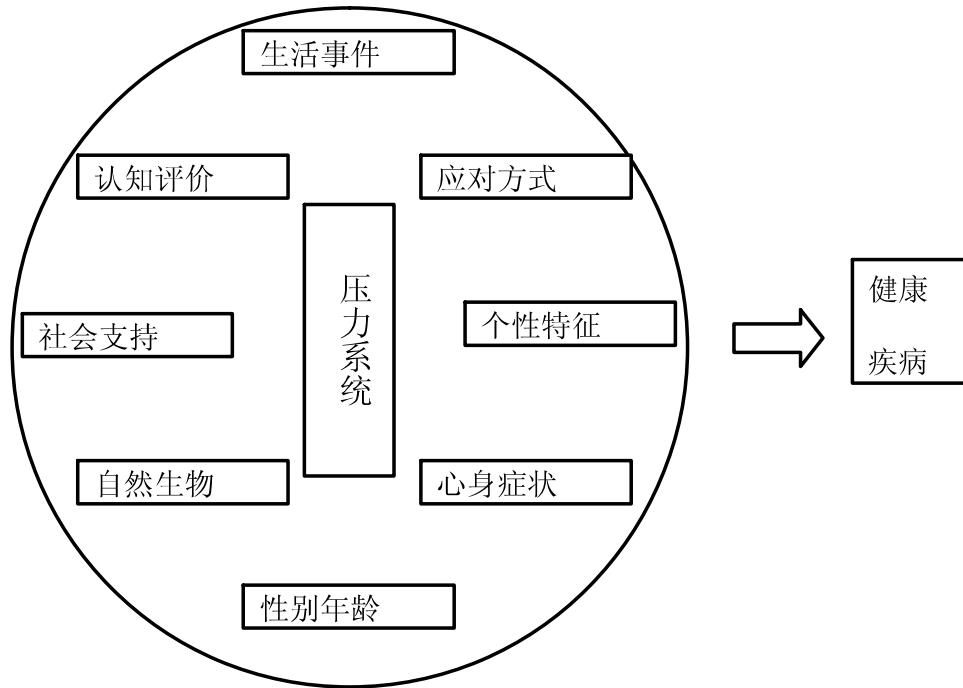 生活事件
认知评价
应对方式
压力系统
社会支持
个性特征
自然生物
心身症状
性别年龄
健康
疾病